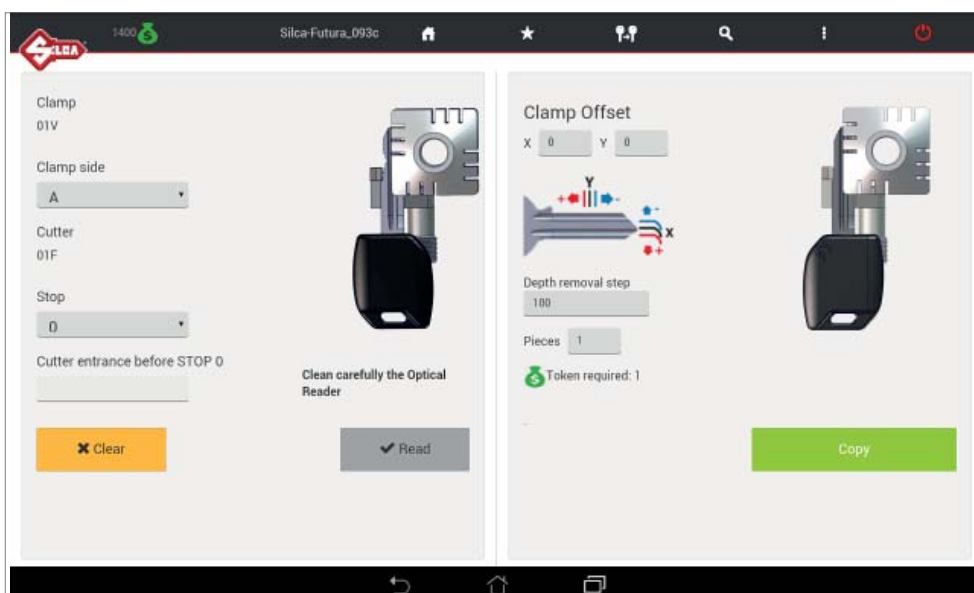 SILCA
1400
Silca-Futura_093c
Clamp
01V
Clamp side
A
Cutter
01F
Stop
0
Cutter entrance before STOP 0
Clean carefully the Optical
Reader
Clear
Read
Clamp Offset
X 0 Y 0
Y
+ -
-
X
+
Depth removal step
100
Pieces 1
$ Token required: 1
Copy